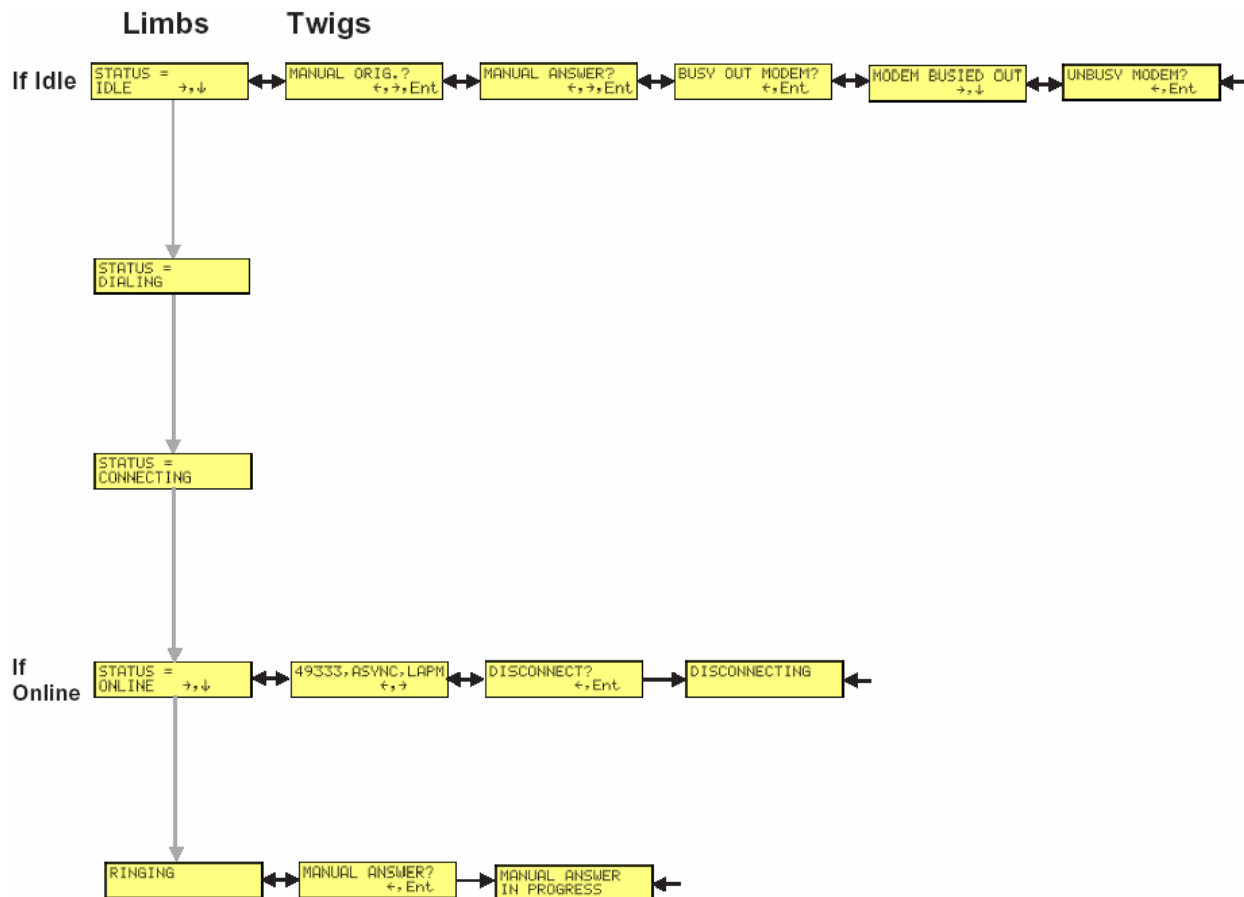 Limbs Twigs
If Idle
STATUS =
IDLE →,↓
MANUAL ORIG.?
←,→,Ent
MANUAL ANSWER?
←,→,Ent
BUSY OUT MODEM?
←,Ent
MODEM BUSIED OUT
→,↓
UNBUSY MODEM?
←,Ent
STATUS =
DIALING
STATUS =
CONNECTING
If
Online
STATUS =
ONLINE →,↓
49333,ASYNC,LAPM
←,→
DISCONNECT?
←,Ent
DISCONNECTING
RINGING
MANUAL ANSWER?
←,Ent
MANUAL ANSWER
IN PROGRESS